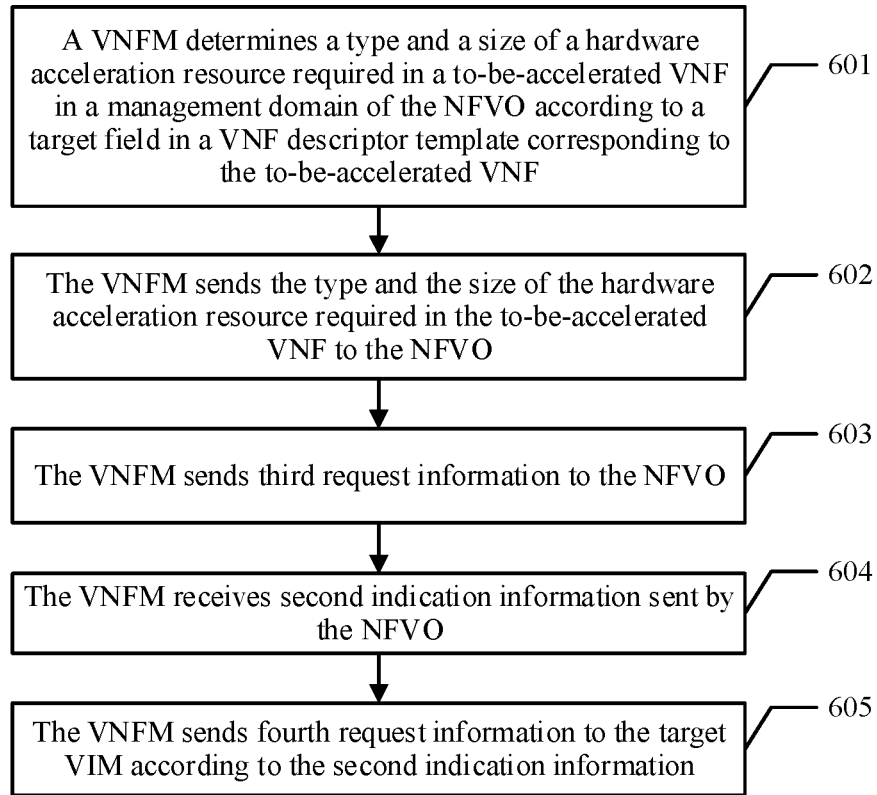 A VNFM determines a type and a size of a hardware
acceleration resource required in a to-be-accelerated VNF
in a management domain of the NFVO according to a
target field in a VNF descriptor template corresponding to
the to-be-accelerated VNF
601
The VNFM sends the type and the size of the hardware
acceleration resource required in the to-be-accelerated
VNF to the NFVO
602
The VNFM sends third request information to the NFVO
603
The VNFM receives second indication information sent by
the NFVO
604
The VNFM sends fourth request information to the target
VIM according to the second indication information
605